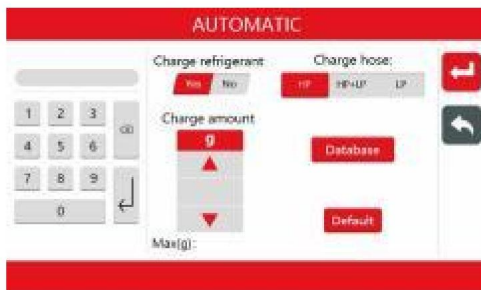 AUTOMATIC
Charge refrigerant
Yes No
Charge hose:
HP HP+LP LP
1 2 3
4 5 6
7 8 9
0
Charge amount
g
Database
Default
Max(g):